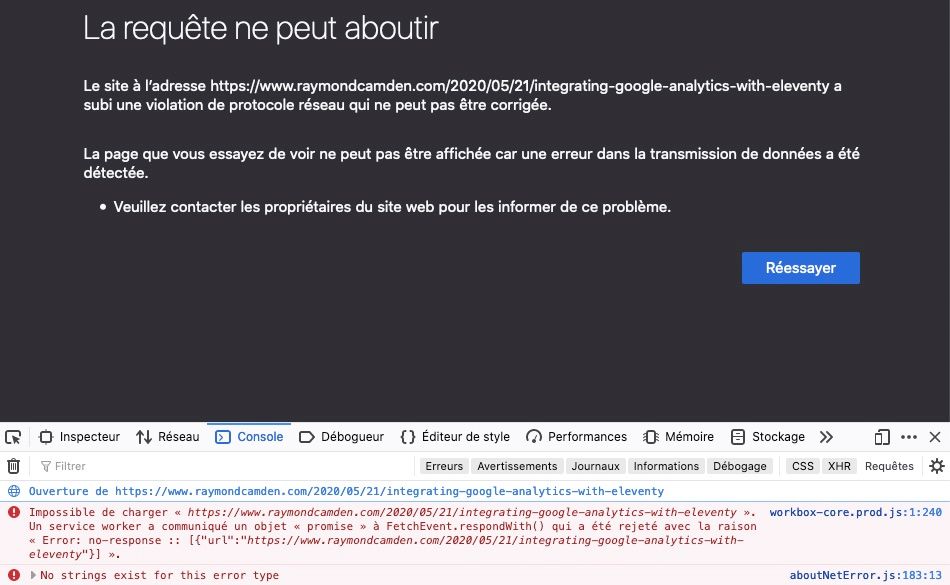 La requête ne peut aboutir
Le site à l’adresse https://www.raymondcamden.com/2020/05/21/integrating-google-analytics-with-eleventy a
subi une violation de protocole réseau qui ne peut pas être corrigée.
La page que vous essayez de voir ne peut pas être affichée car une erreur dans la transmission de données a été
détectée.
• Veuillez contacter les propriétaires du site web pour les informer de ce problème.
Réessayer
Inspecteur Réseau Console Débogueur {} Éditeur de style Performances Mémoire Stockage
Filtrer Erreurs Avertissements Journaux Informations Débogage CSS XHR Requêtes
Ouverture de https://www.raymondcamden.com/2020/05/21/integrating-google-analytics-with-eleventy
Impossible de charger « https://www.raymondcamden.com/2020/05/21/integrating-google-analytics-with-eleventy ». workbox-core.prod.js:1:240
Un service worker a communiqué un objet « promise » à FetchEvent.respondWith() qui a été rejeté avec la raison
« Error: no-response :: [{"url":"https://www.raymondcamden.com/2020/05/21/integrating-google-analytics-with-
eleventy"}] ».
No strings exist for this error type aboutNetError.js:183:13